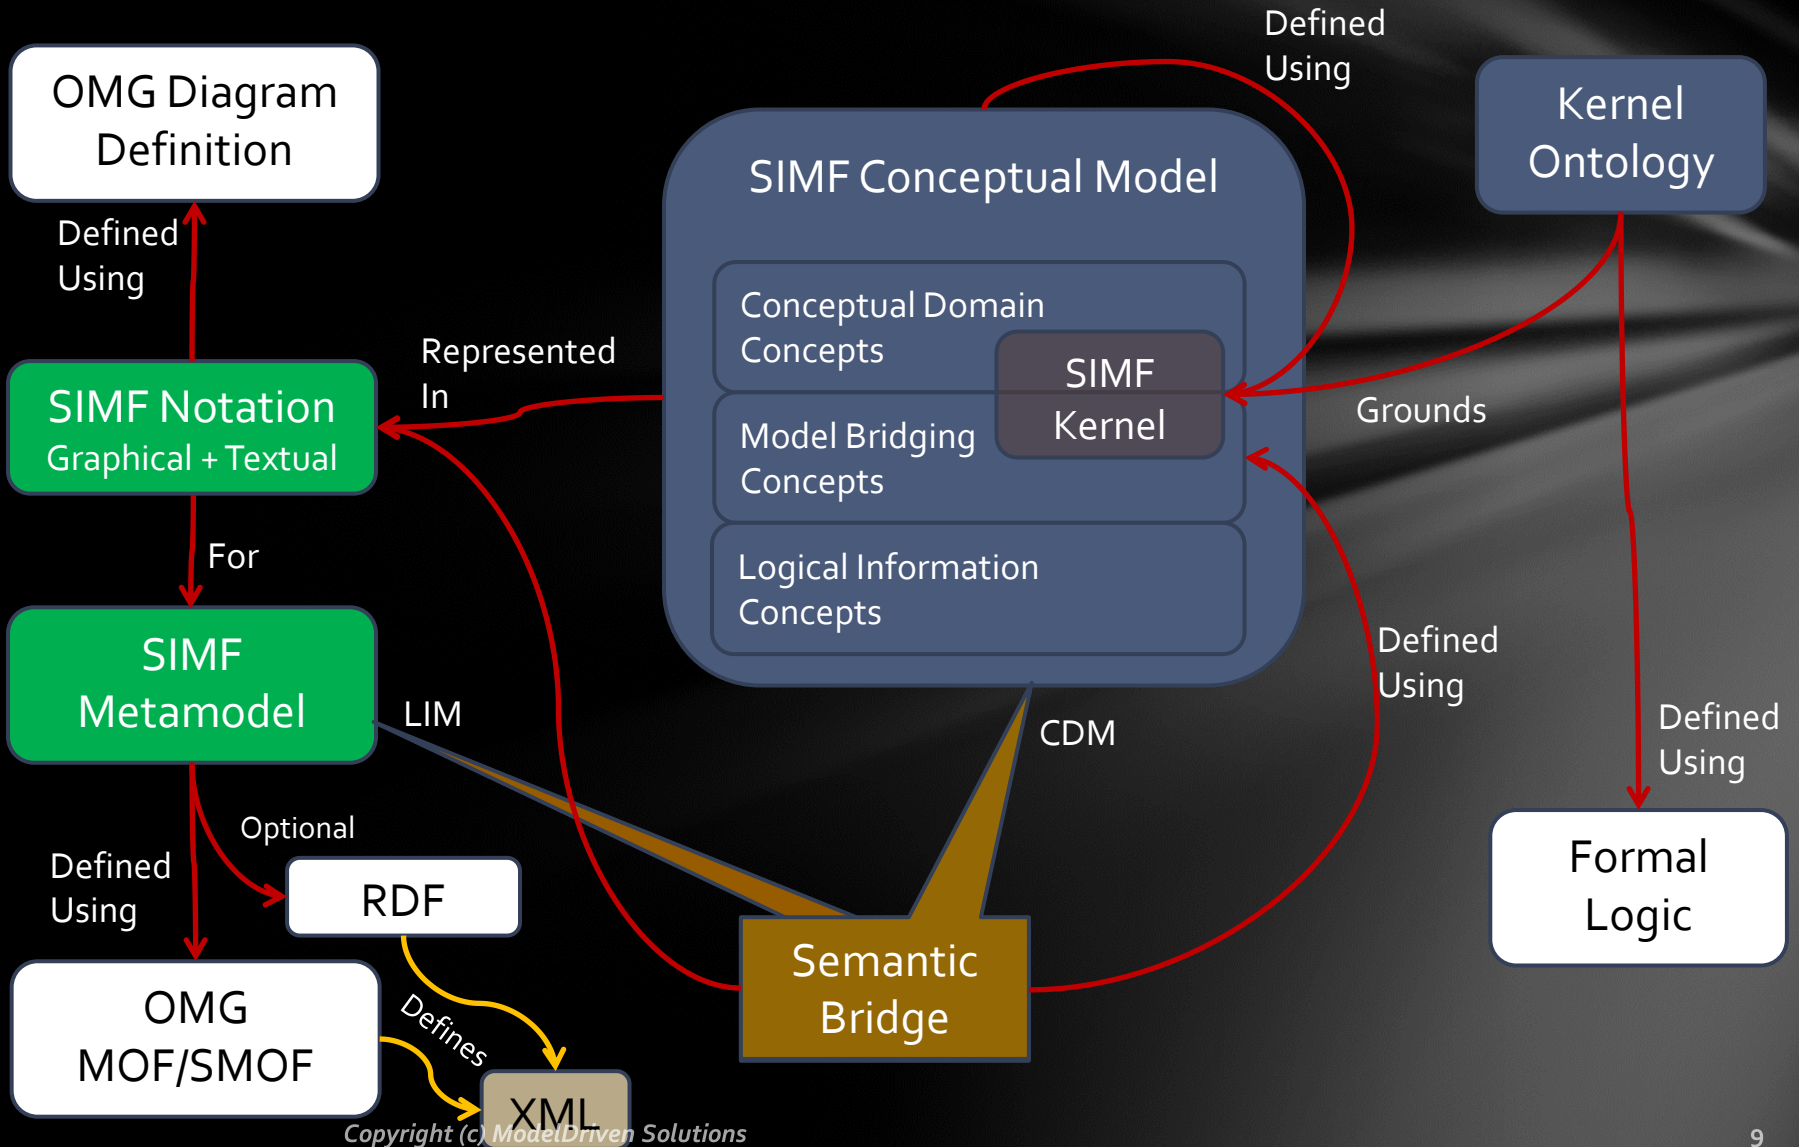 Defined
Using
OMG Diagram
Definition
Kernel
Ontology
SIMF Conceptual Model
Defined
Using
Conceptual Domain
Concepts
Represented
In
SIMF
Kernel
SIMF Notation
Graphical + Textual
Grounds
Model Bridging
Concepts
For
Logical Information
Concepts
SIMF
Metamodel
Defined
Using
LIM
CDM
Defined
Using
Optional
Defined
Using
RDF
Formal
Logic
Semantic
Bridge
OMG
MOF/SMOF
Defines
XML
Copyright (c) ModelDriven Solutions
9